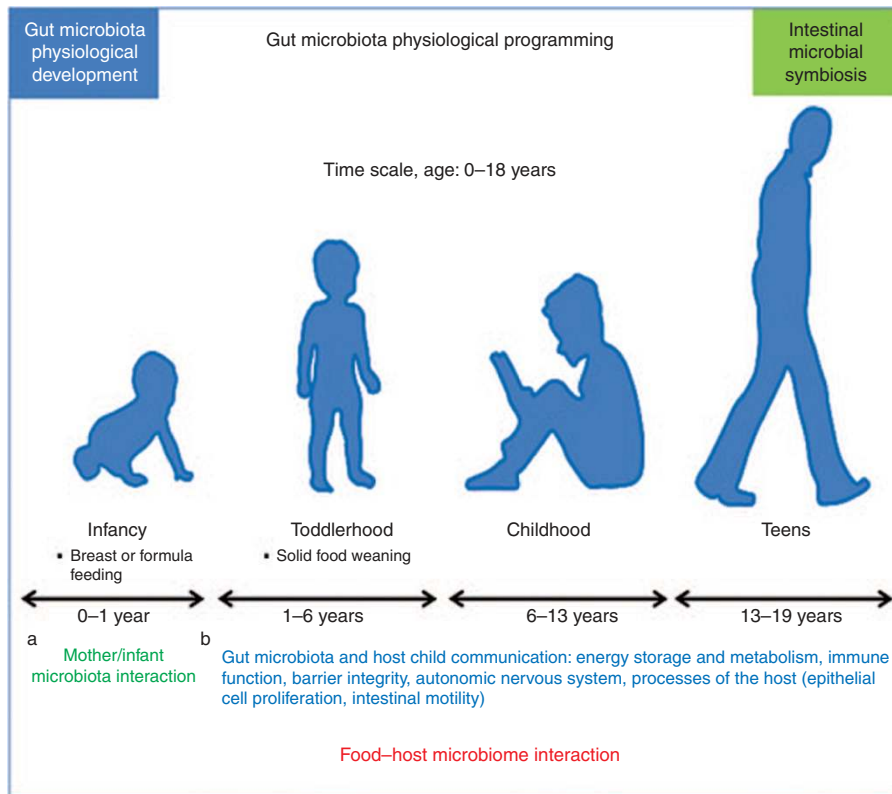 Gut microbiota
physiological
development
Gut microbiota physiological programming
Intestinal
microbial
symbiosis
Time scale, age: 0–18 years
Infancy
▪ Breast or formula
feeding
Toddlerhood
▪ Solid food weaning
Childhood
Teens
0–1 year
1–6 years
6–13 years
13–19 years
a
Mother/infant
microbiota interaction
b
Gut microbiota and host child communication: energy storage and metabolism, immune
function, barrier integrity, autonomic nervous system, processes of the host (epithelial
cell proliferation, intestinal motility)
Food–host microbiome interaction